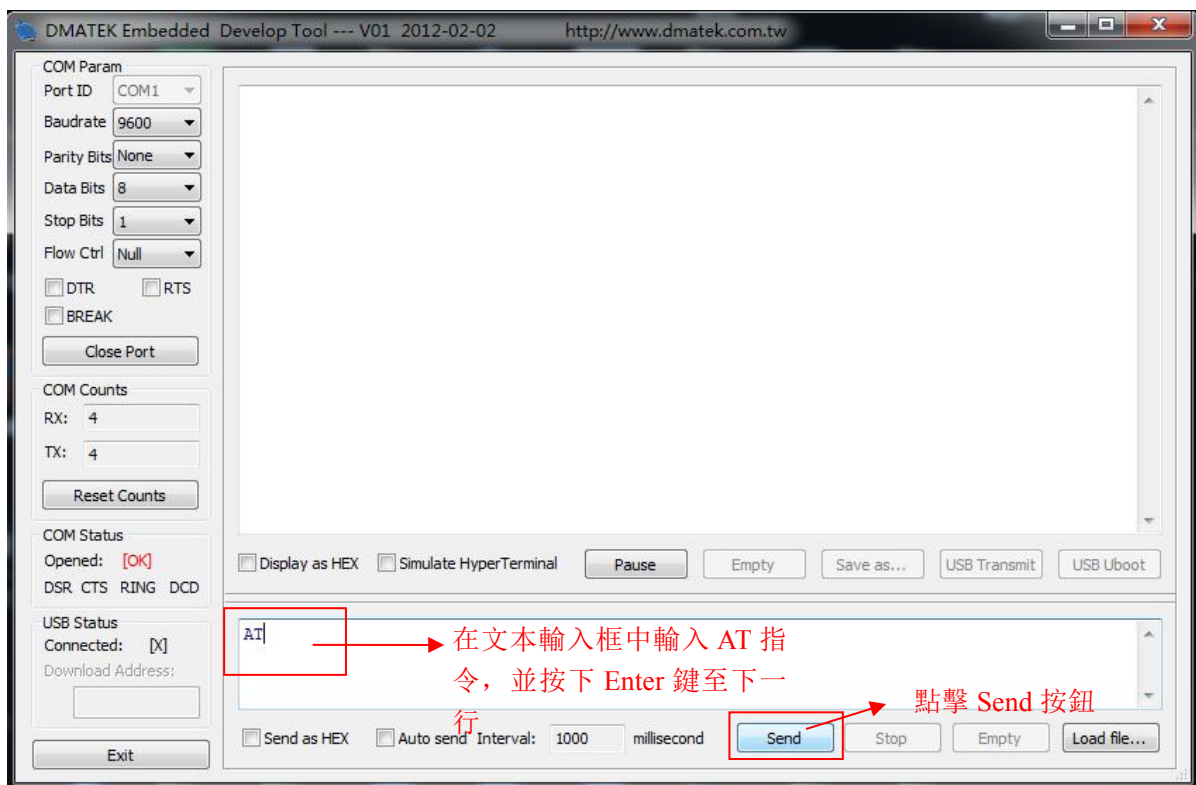 DMATEK Embedded Develop Tool --- V01 2012-02-02 http://www.dmatek.com.tw
COM Param
Port ID COM1
Baudrate 9600
Parity Bits None
Data Bits 8
Stop Bits 1
Flow Ctrl Null
DTR RTS
BREAK
Close Port
COM Counts
RX: 4
TX: 4
Reset Counts
COM Status
Opened: [OK]
DSR CTS RING DCD
USB Status
Connected: [X]
Download Address:
Exit
Display as HEX Simulate HyperTerminal Pause Empty Save as... USB Transmit USB Uboot
AT
在文本輸入框中輸入 AT 指
令，並按下 Enter 鍵至下一
行
點擊 Send 按鈕
Send as HEX Auto send Interval: 1000 millisecond Send Stop Empty Load file...